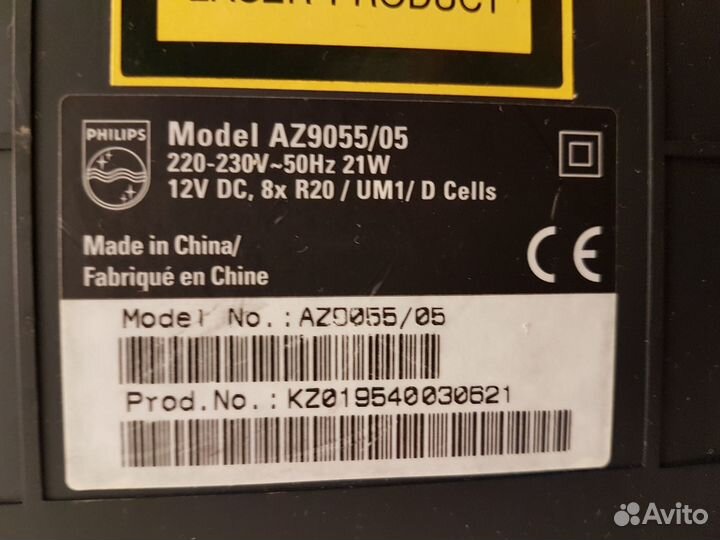 LASER PRODUCT
PHILIPS
Model AZ9055/05
220-230V~50Hz 21W
12V DC, 8x R20 / UM1/ D Cells
Made in China/
Fabriqué en Chine
CE
Model No.:AZ9055/05
Prod.No.:KZ019540030621
Avito